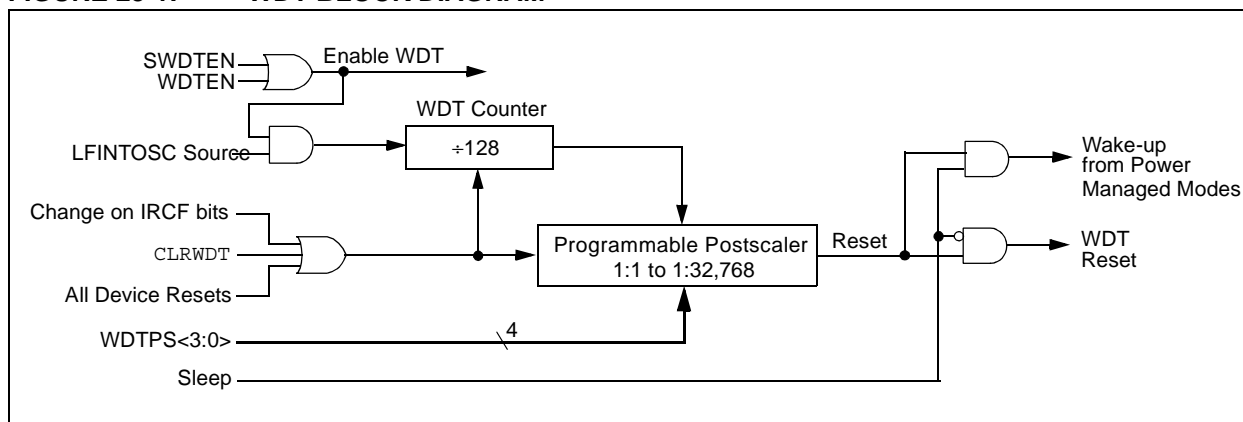 SWDTEN
WDTEN
Enable WDT
WDT Counter
LFINTOSC Source
÷128
Wake-up
from Power
Managed Modes
Change on IRCF bits
CLRWDT
All Device Resets
Programmable Postscaler
1:1 to 1:32,768
Reset
WDT
Reset
WDTPS<3:0>
4
Sleep